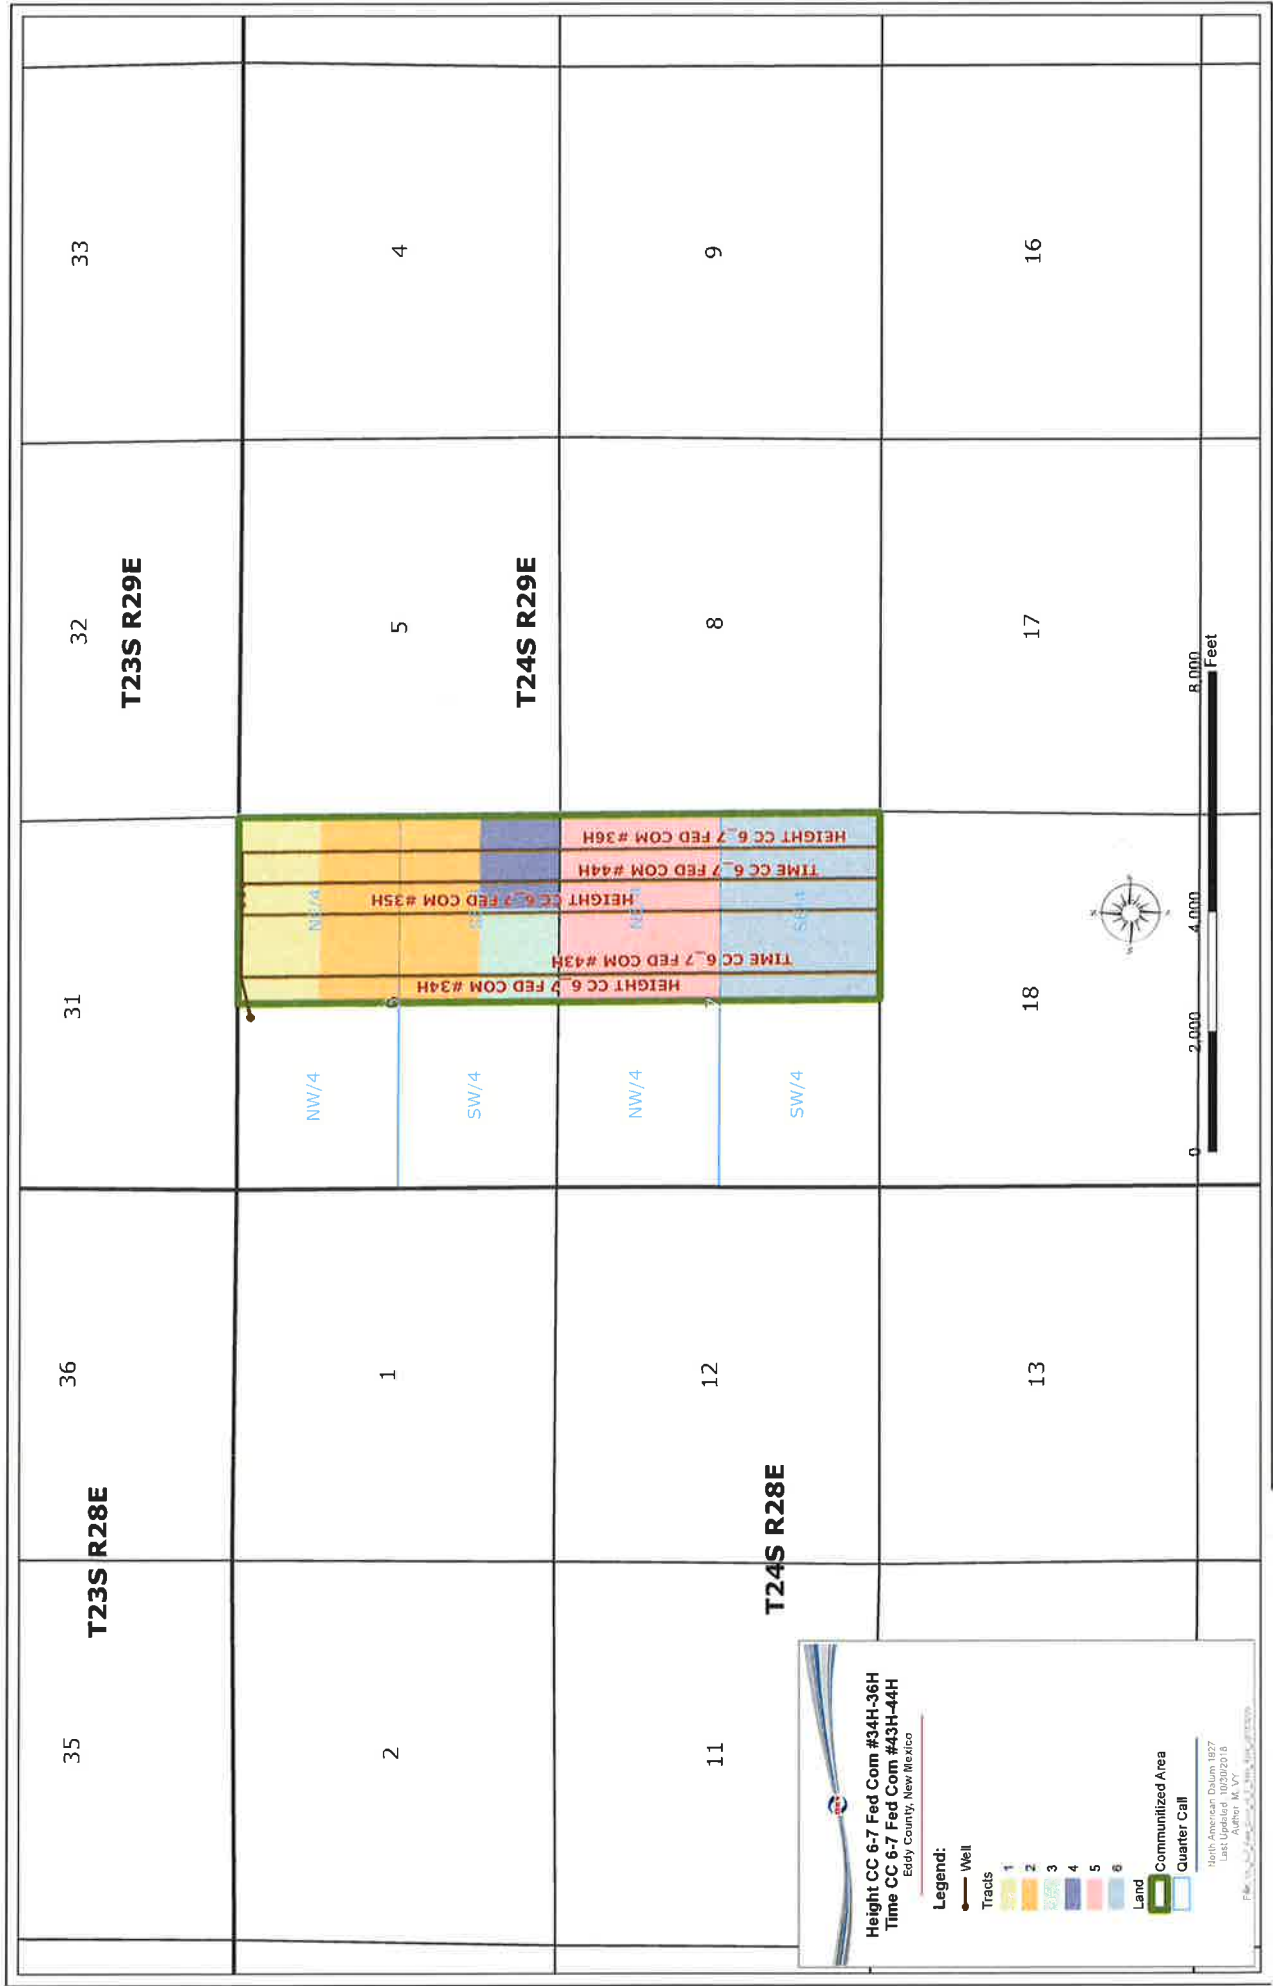 35
36
31
32
33
T23S R28E
T23S R29E
2
1
6
5
4
NW/4
NE/4
SW/4
T24S R29E
11
12
7
8
9
NW/4
SW/4
SE/4
T24S R28E
13
18
17
16
HEIGHT CC 6_7 FED COM #34H
TIME CC 6_7 FED COM #43H
HEIGHT CC 6_7 FED COM #35H
TIME CC 6_7 FED COM #44H
HEIGHT CC 6_7 FED COM #36H
Height CC 6-7 Fed Com #34H-36H
Time CC 6-7 Fed Com #43H-44H
Eddy County, New Mexico
Legend:
Well
Tracts
1
2
3
4
5
6
Land
Communitized Area
Quarter Call
North American Datum 1927
Last Updated: 10/30/2018
Author: M. VY
0 2,000 4,000 8,000
Feet